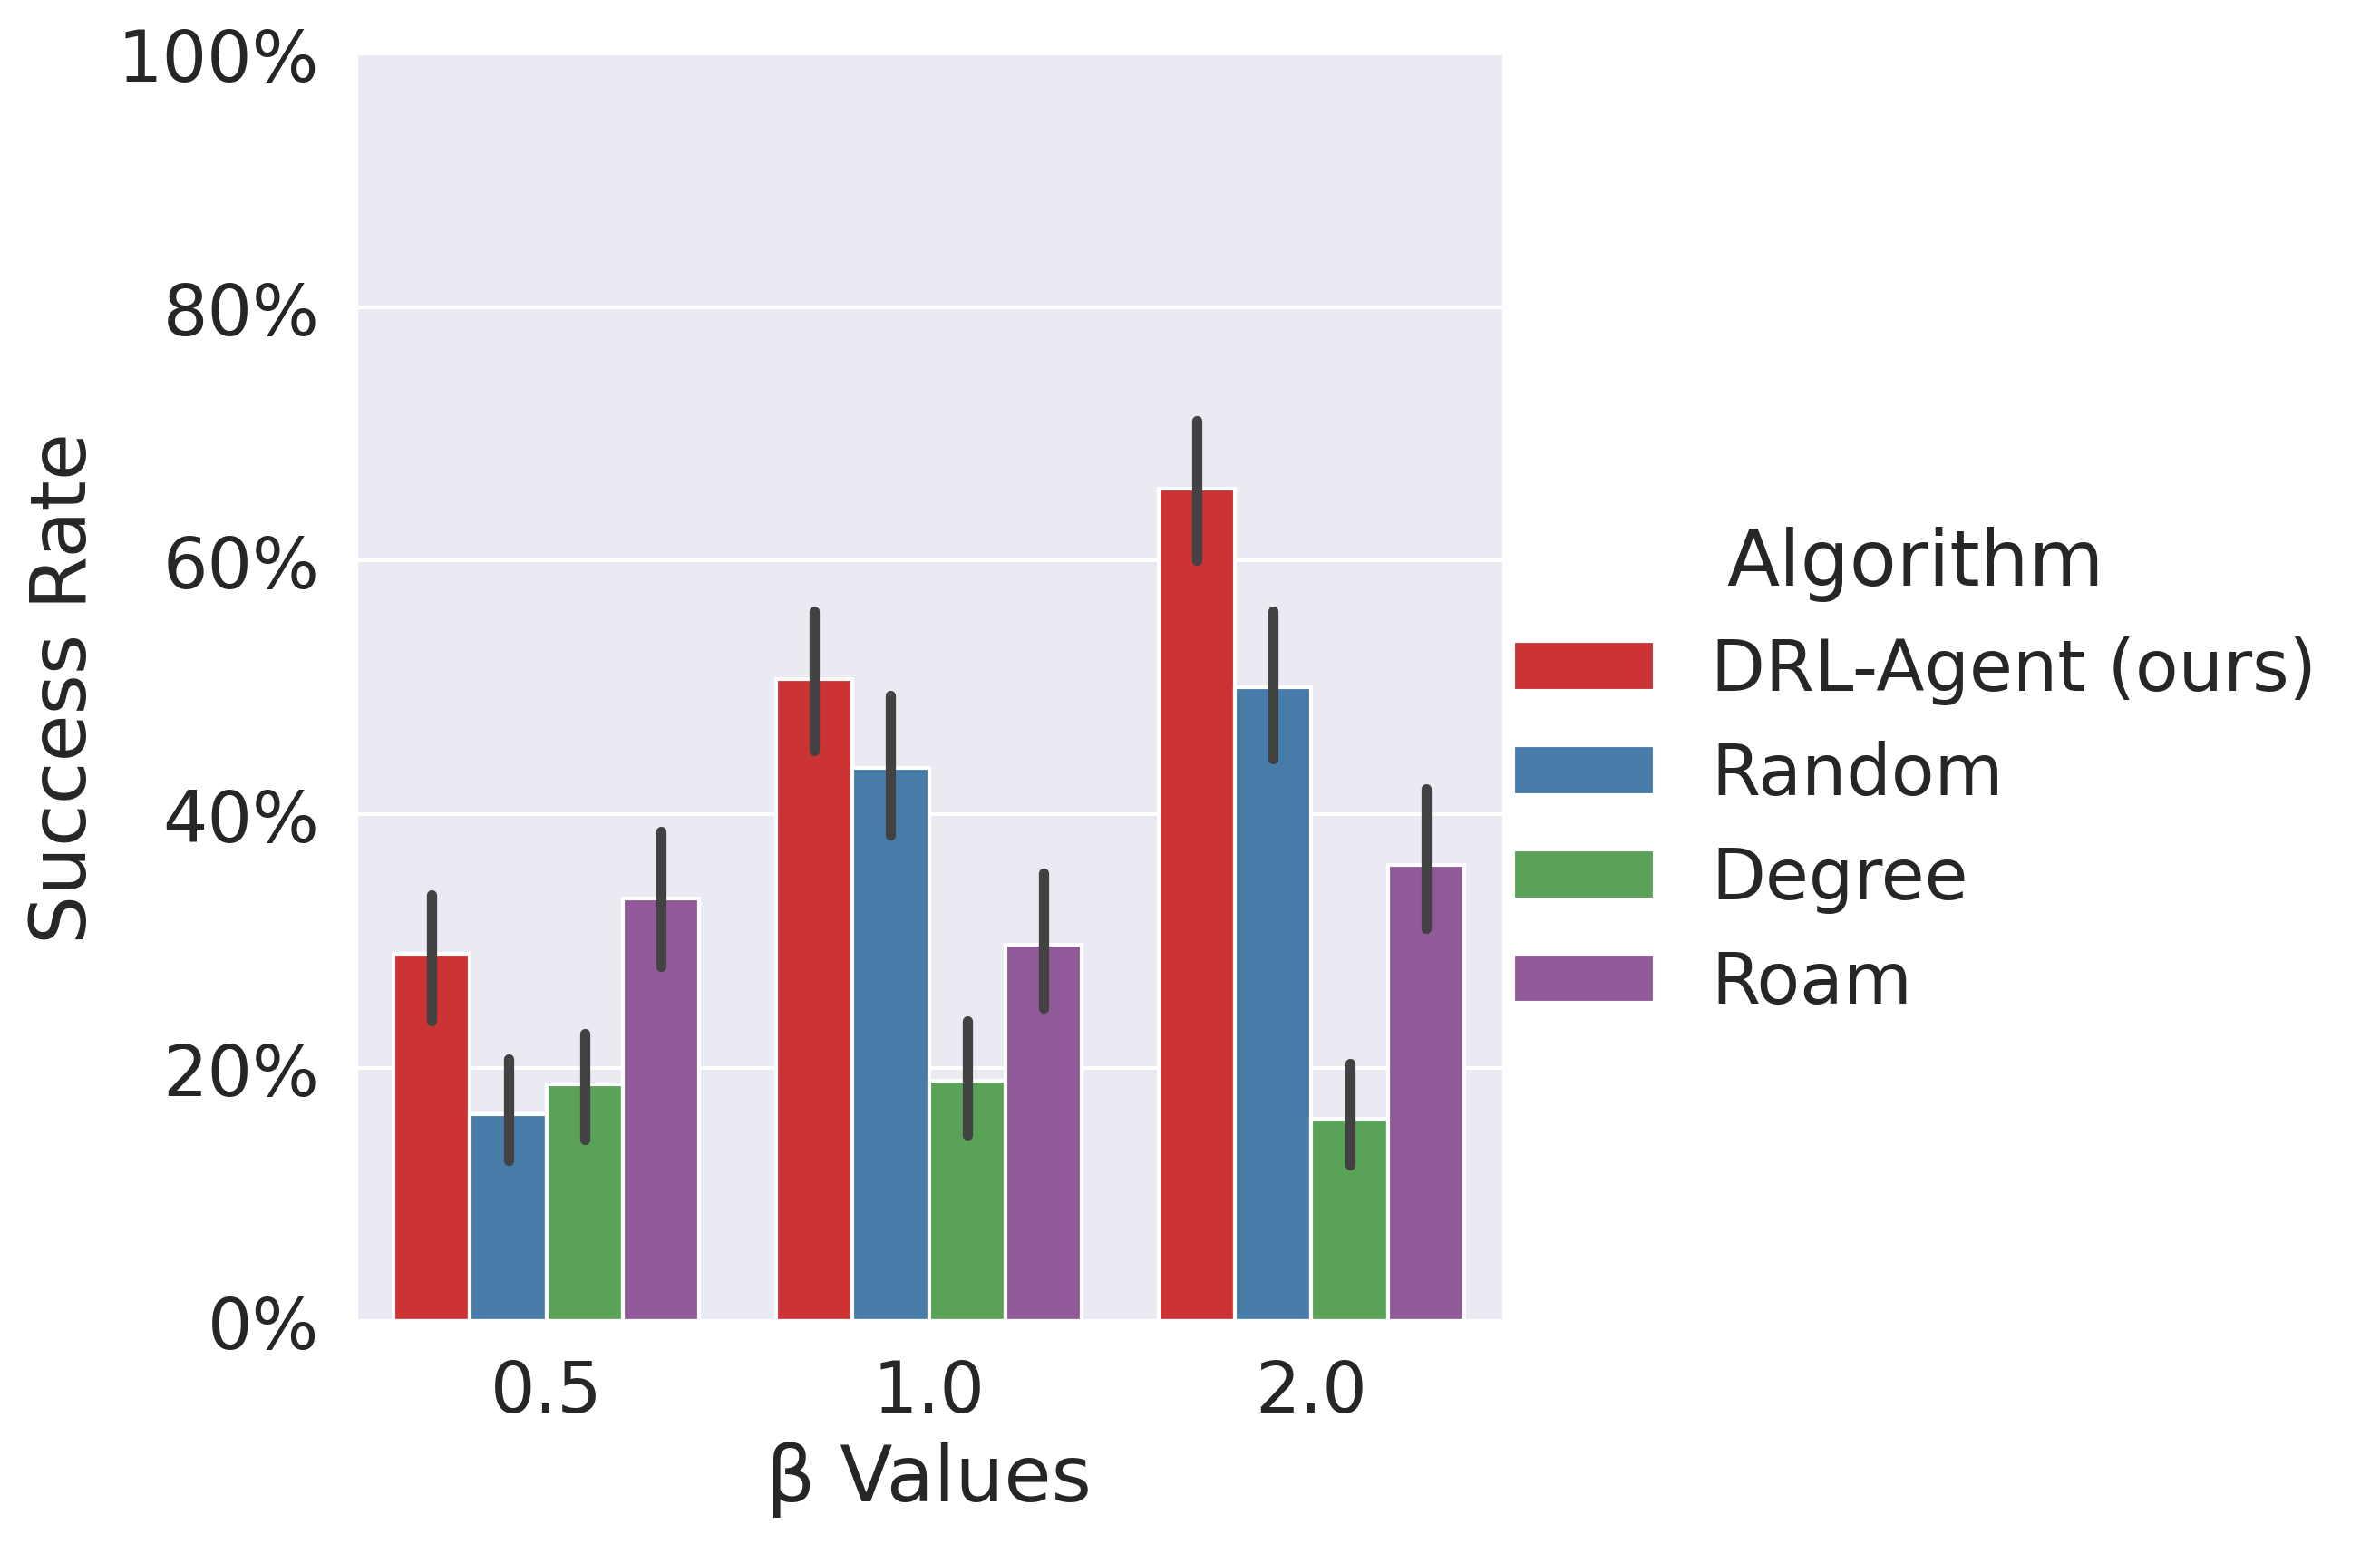 100%
80%
60%
40%
20%
0%
Success Rate
0.5 1.0 2.0
β Values
Algorithm
DRL-Agent (ours)
Random
Degree
Roam